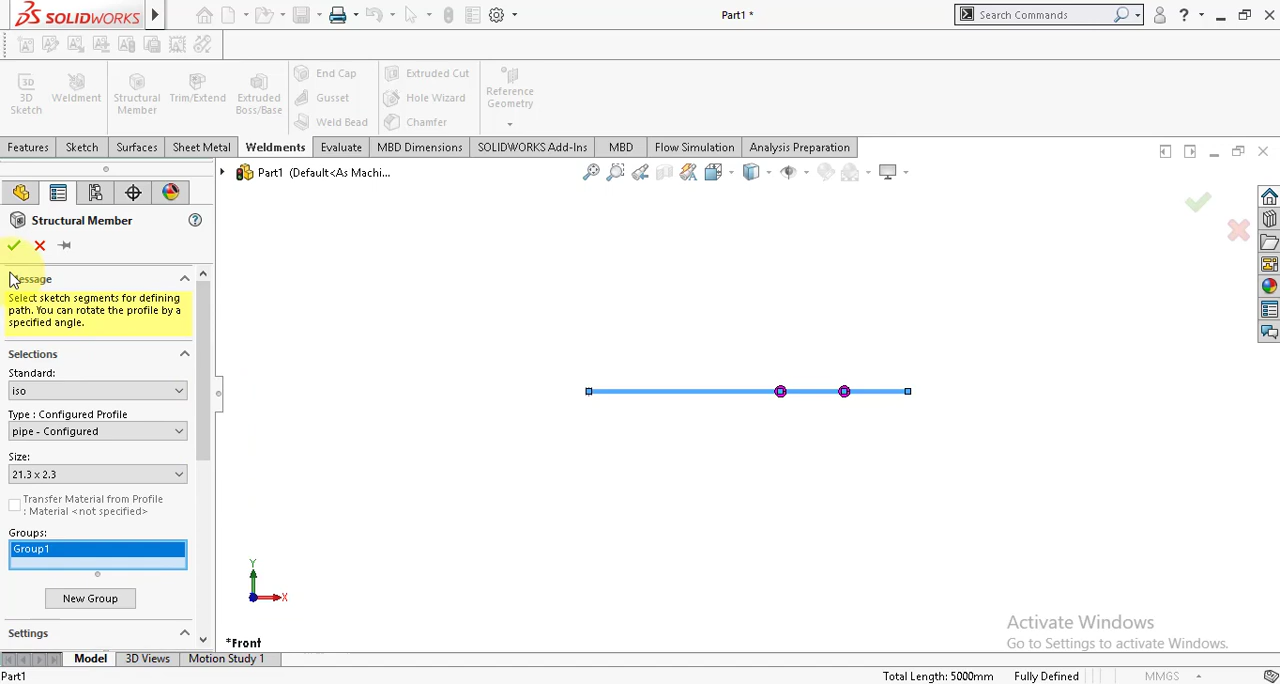 SOLIDWORKS
Part1 *
Search Commands
3D Sketch
Weldment
Structural Member
Trim/Extend
Extruded Boss/Base
End Cap
Gusset
Weld Bead
Extruded Cut
Hole Wizard
Chamfer
Reference Geometry
Features
Sketch
Surfaces
Sheet Metal
Weldments
Evaluate
MBD Dimensions
SOLIDWORKS Add-Ins
MBD
Flow Simulation
Analysis Preparation
Part1 (Default<As Machi...
Structural Member
Message
Select sketch segments for defining
path. You can rotate the profile by a
specified angle.
Selections
Standard:
iso
Type : Configured Profile
pipe - Configured
Size:
21.3 x 2.3
Transfer Material from Profile
: Material <not specified>
Groups:
Group1
New Group
Settings
Y
X
*Front
Activate Windows
Go to Settings to activate Windows.
Model
3D Views
Motion Study 1
Part1
Total Length: 5000mm
Fully Defined
MMGS